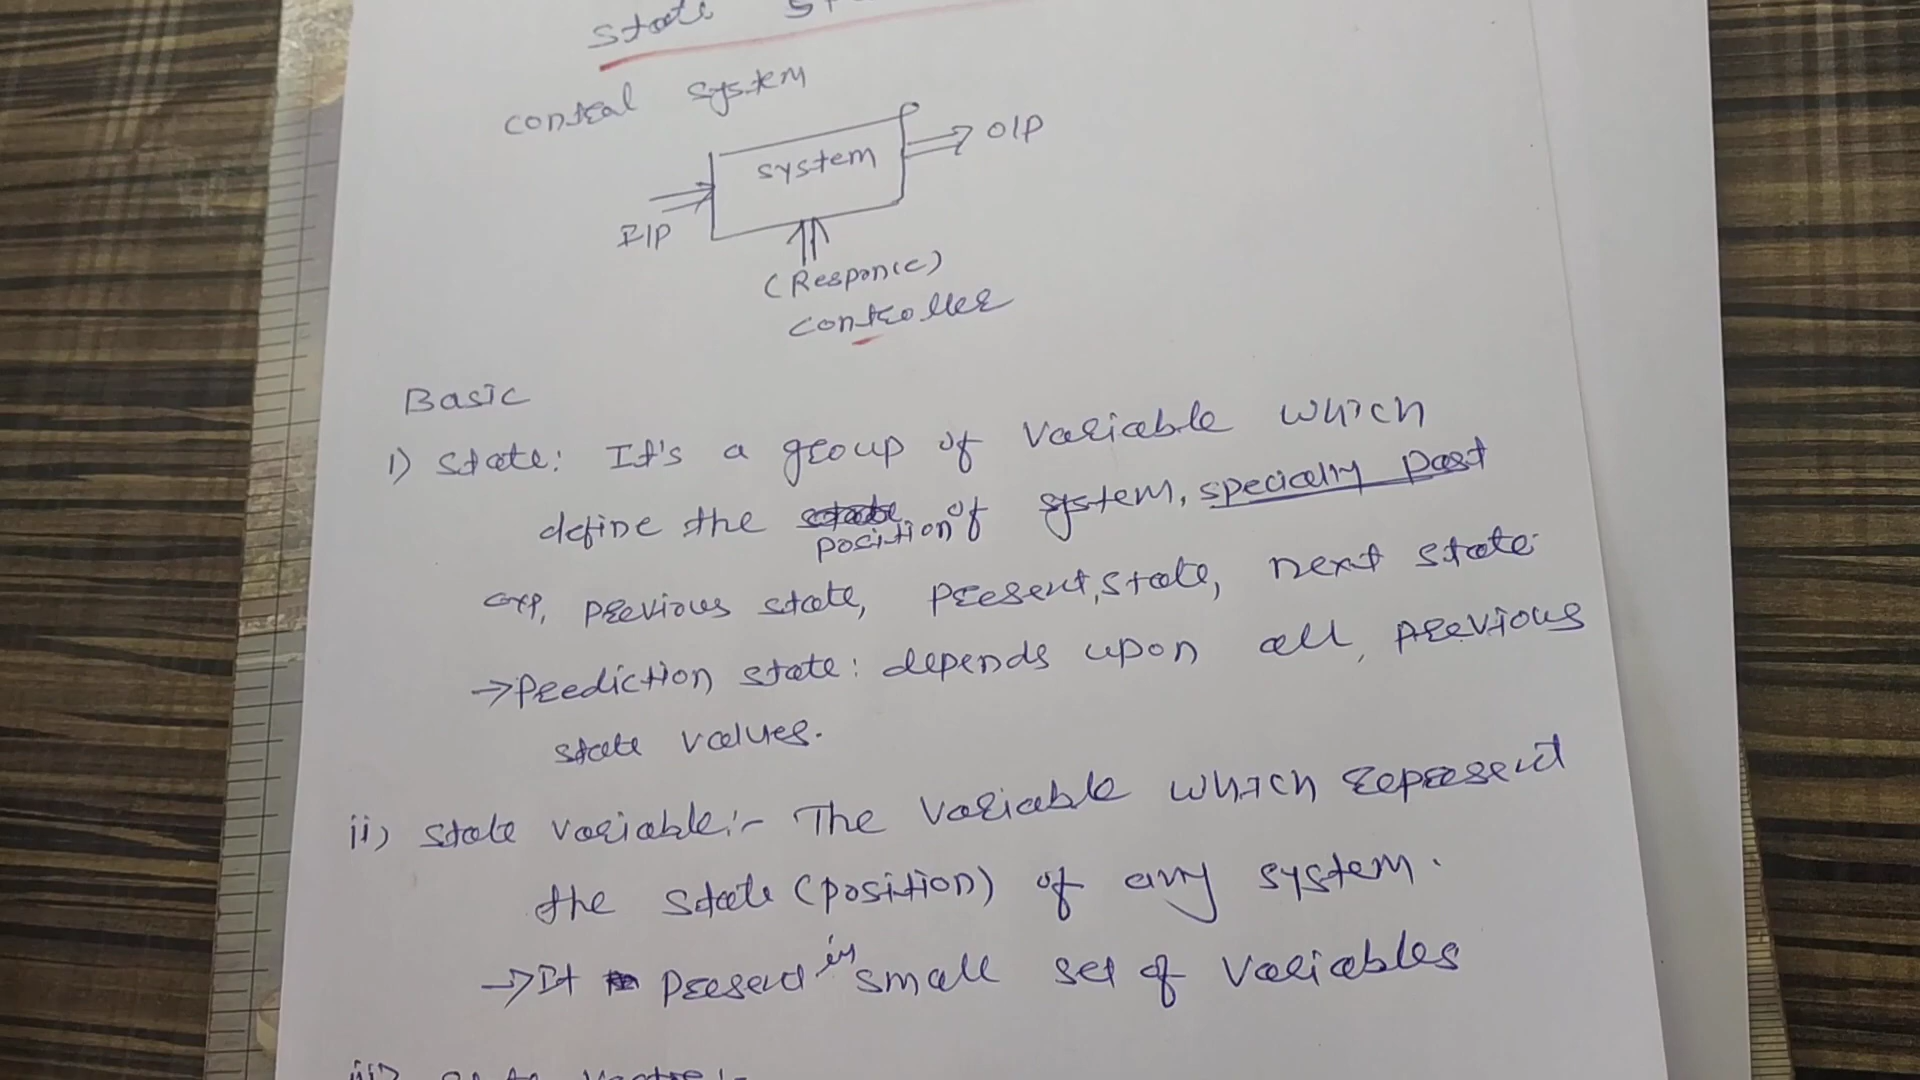 state
control system
system
O/P
I/P
(Responce)
controller
Basic
i) state: It's a group of variable which
define the position of system, specially past
exp, previous state, present state, next state
→ Prediction state: depends upon all, previous
state values.
ii) state variable:- The variable which represent
the state (position) of any system.
→ It present in small set of variables
iii)